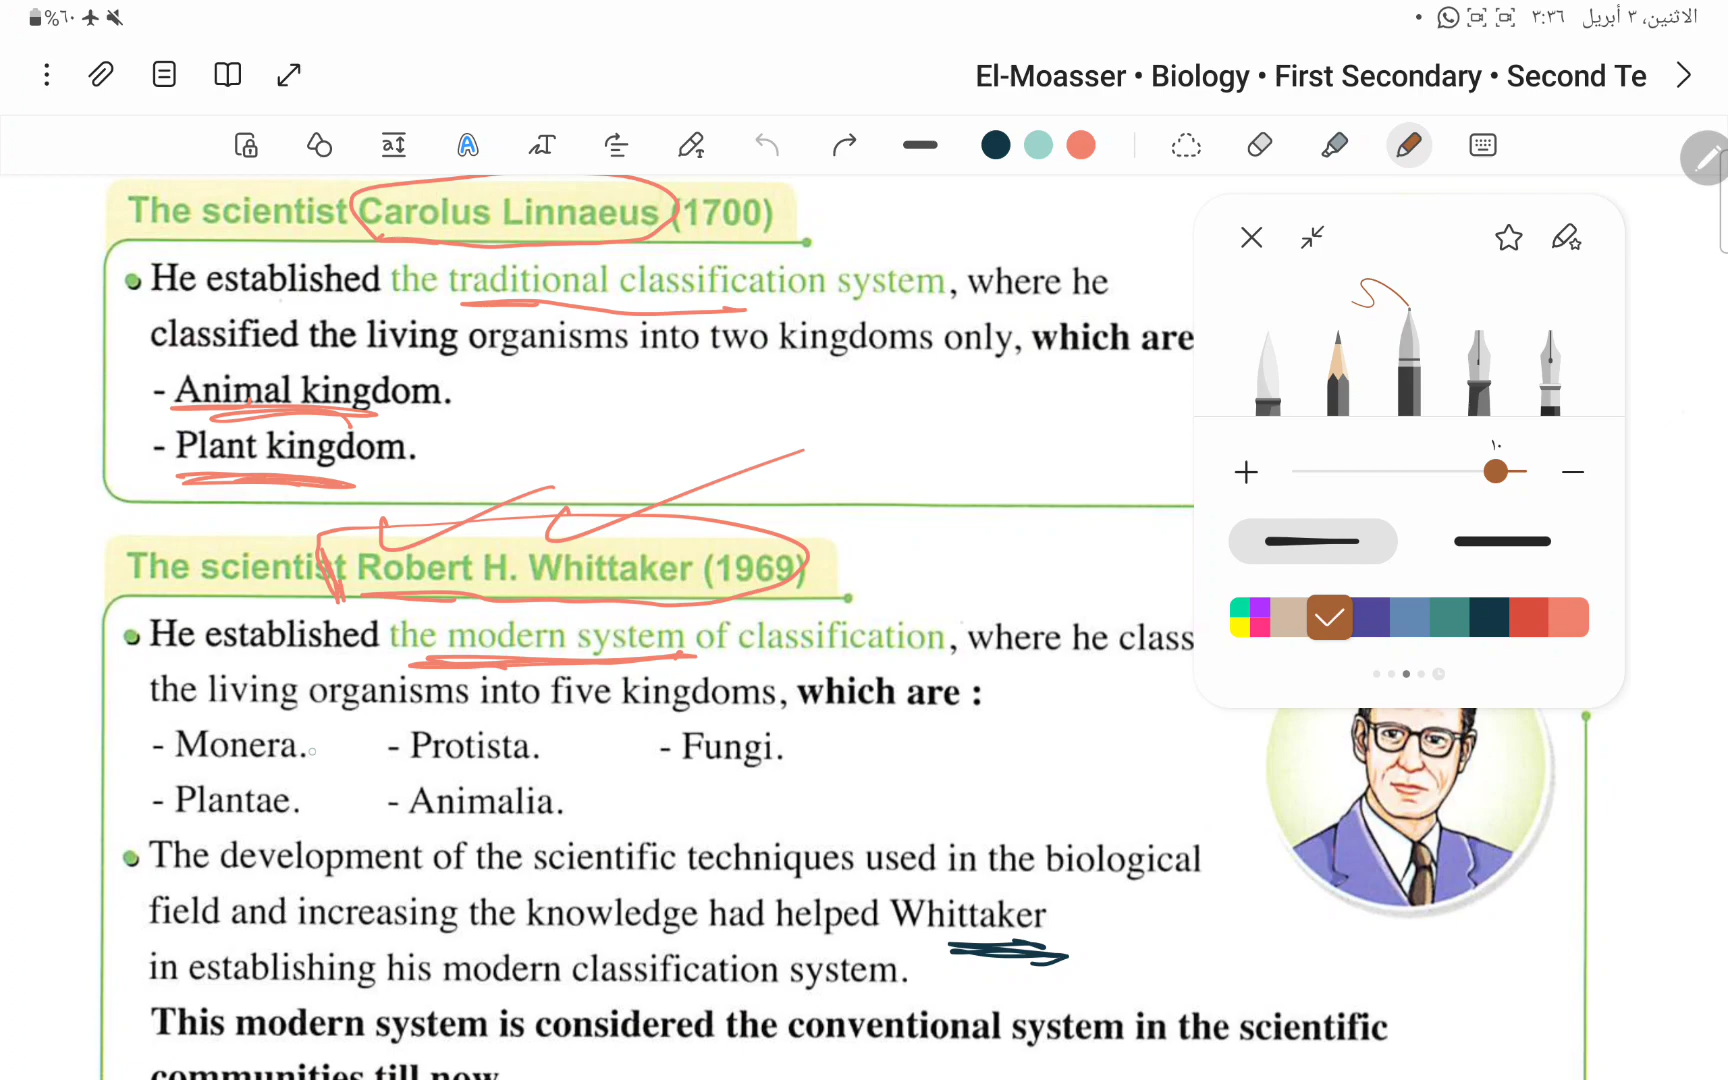 %٦٠
الاثنين، ٣ أبريل ٣:٣٦
El-Moasser • Biology • First Secondary • Second Te
The scientist Carolus Linnaeus (1700)
He established the traditional classification system, where he
classified the living organisms into two kingdoms only, which are
- Animal kingdom.
- Plant kingdom.
١٠
The scientist Robert H. Whittaker (1969)
He established the modern system of classification, where he class
the living organisms into five kingdoms, which are :
- Monera. - Protista. - Fungi.
- Plantae. - Animalia.
The development of the scientific techniques used in the biological
field and increasing the knowledge had helped Whittaker
in establishing his modern classification system.
This modern system is considered the conventional system in the scientific
communities till now